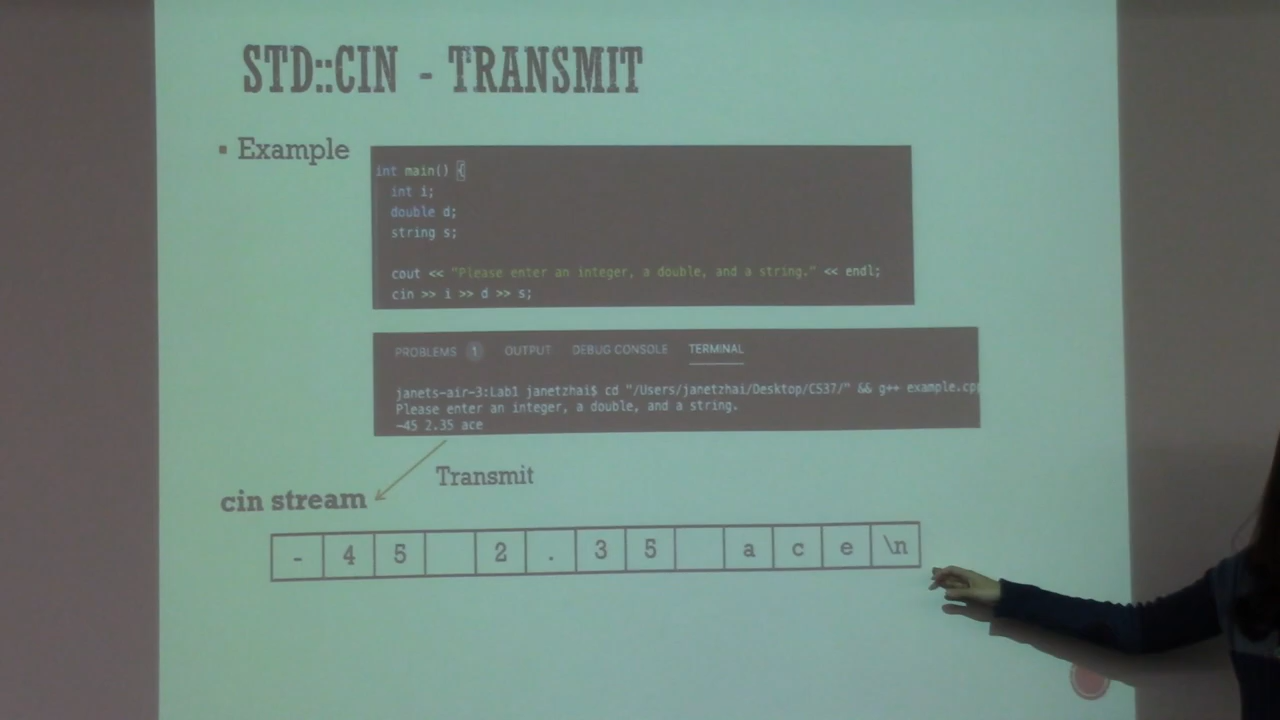 STD::CIN - TRANSMIT
▪ Example
int main() {
int i;
double d;
string s;
cout << "Please enter an integer, a double, and a string." << endl;
cin >> i >> d >> s;
PROBLEMS 1 OUTPUT DEBUG CONSOLE TERMINAL
janets-air-3:Lab1 janetzhai$ cd "/Users/janetzhai/Desktop/CS37/" && g++ example.cpp
Please enter an integer, a double, and a string.
-45 2.35 ace
Transmit
cin stream
- 4 5 2 . 3 5 a c e \n